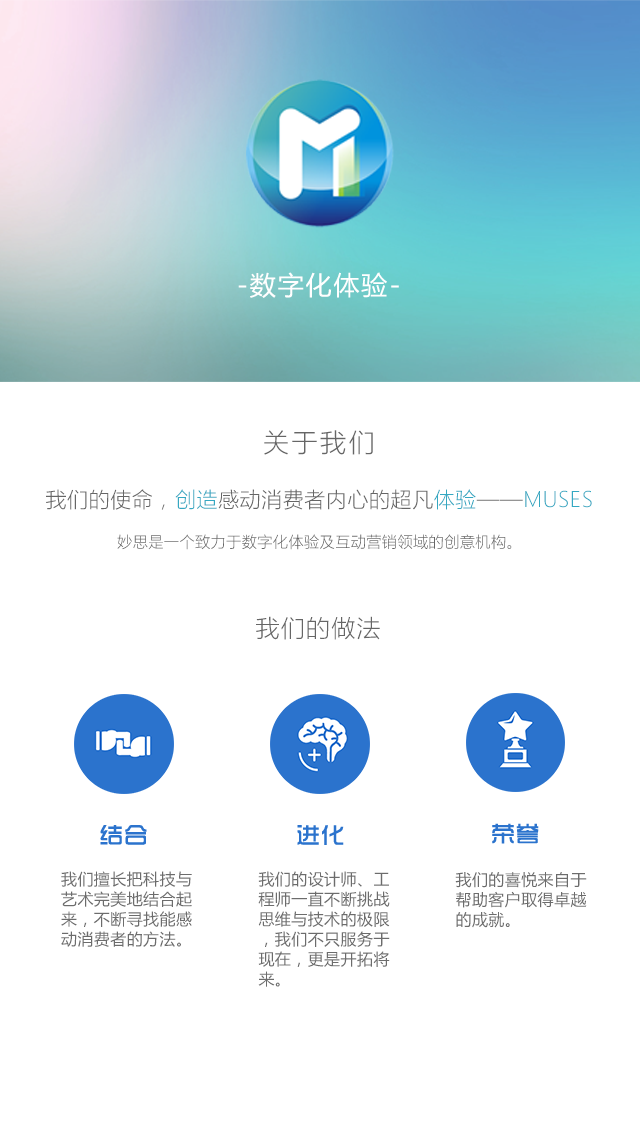 -数字化体验-
关于我们
我们的使命，创造感动消费者内心的超凡体验——MUSES
妙思是一个致力于数字化体验及互动营销领域的创意机构。
我们的做法
结合
我们擅长把科技与
艺术完美地结合起
来，不断寻找能感
动消费者的方法。
进化
我们的设计师、工
程师一直不断挑战
思维与技术的极限
，我们不只服务于
现在，更是开拓将
来。
荣誉
我们的喜悦来自于
帮助客户取得卓越
的成就。